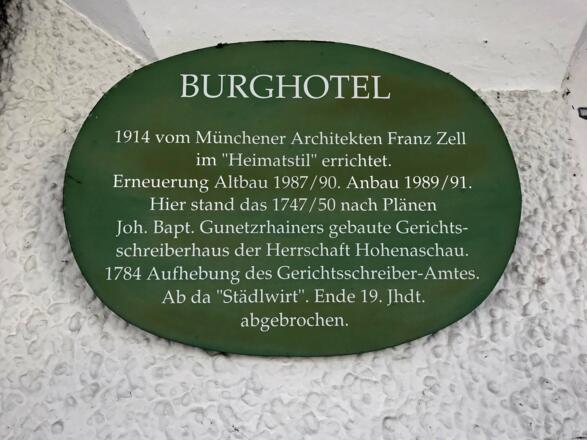 BURGHOTEL
1914 vom Münchener Architekten Franz Zell
im "Heimatstil" errichtet.
Erneuerung Altbau 1987/90. Anbau 1989/91.
Hier stand das 1747/50 nach Plänen
Joh. Bapt. Gunetzrhainers gebaute Gerichts-
schreiberhaus der Herrschaft Hohenaschau.
1784 Aufhebung des Gerichtsschreiber-Amtes.
Ab da "Städlwirt". Ende 19. Jhdt.
abgebrochen.